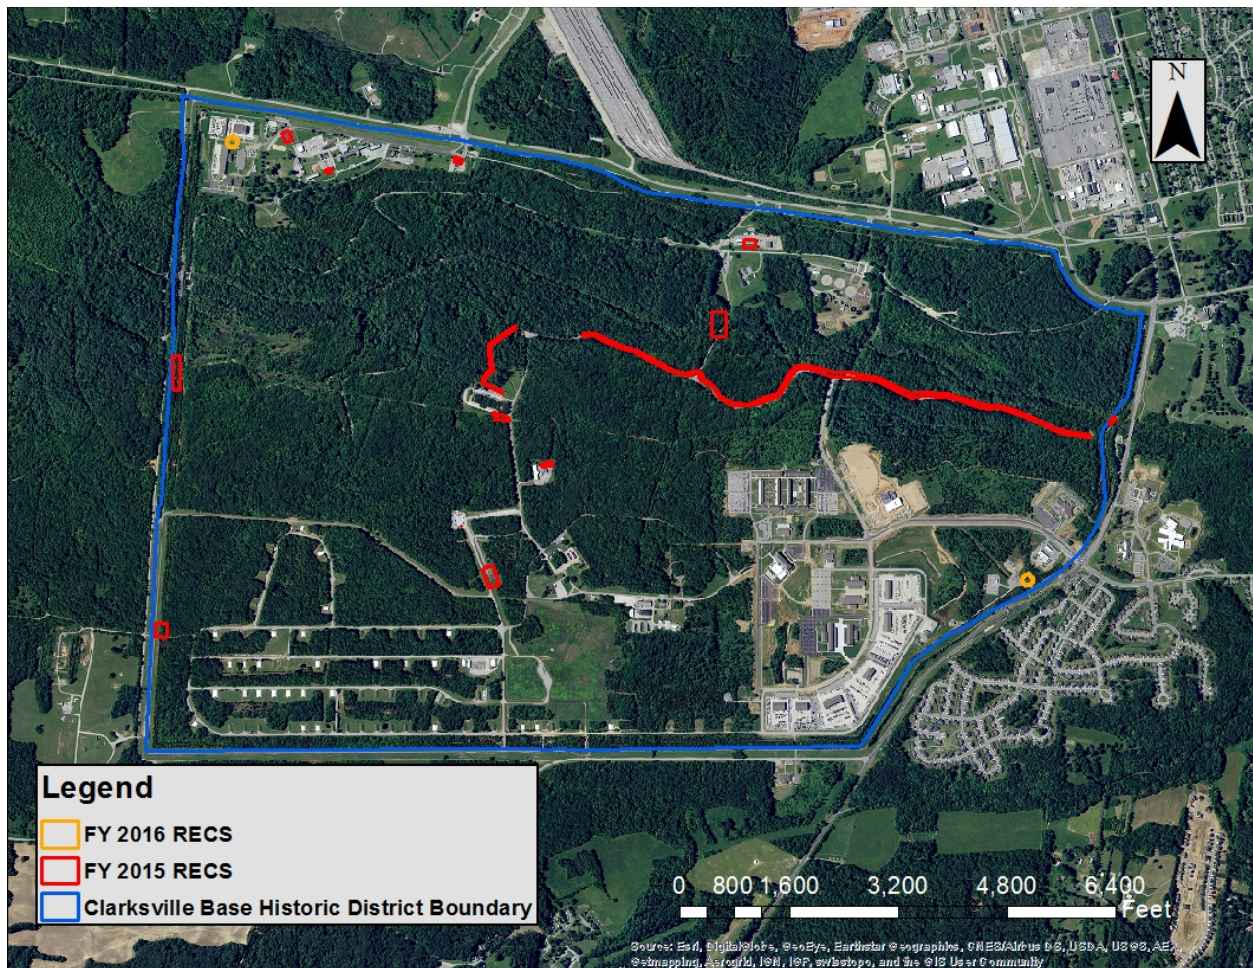 N
Legend
FY 2016 RECS
FY 2015 RECS
Clarksville Base Historic District Boundary
0 800 1,600 3,200 4,800 6,400
Feet
Source: Esri, DigitalGlobe, GeoEye, Earthstar Geographics, CNES/Airbus DS, USDA, USGS, AEX,
Getmapping, Aerogrid, IGN, IGP, swisstopo, and the GIS User Community